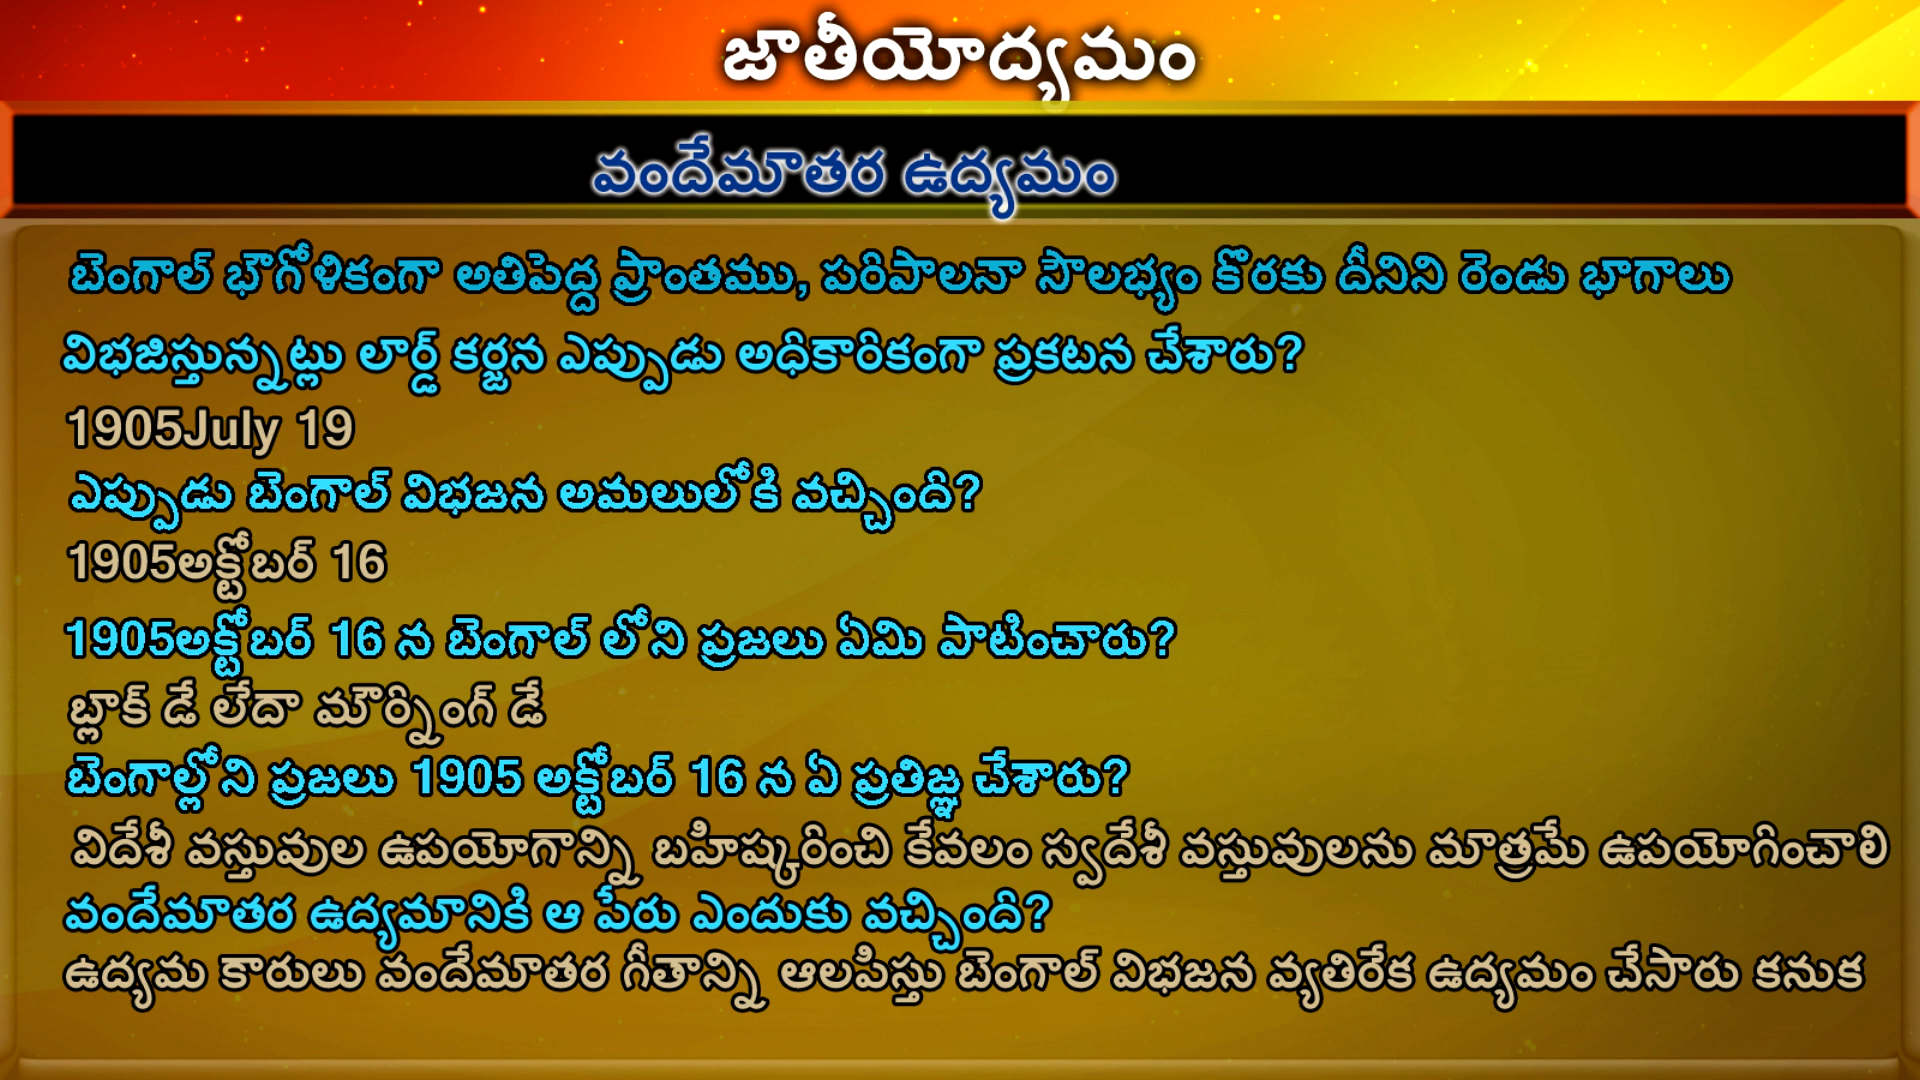 జాతీయోద్యమం
వందేమాతర ఉద్యమం
బెంగాల్ భౌగోళికంగా అతిపెద్ద ప్రాంతము, పరిపాలనా సౌలభ్యం కొరకు దీనిని రెండు భాగాలు
విభజిస్తున్నట్లు లార్డ్ కర్జన ఎప్పుడు అధికారికంగా ప్రకటన చేశారు?
1905July 19
ఎప్పుడు బెంగాల్ విభజన అమలులోకి వచ్చింది?
1905అక్టోబర్ 16
1905అక్టోబర్ 16 న బెంగాల్ లోని ప్రజలు ఏమి పాటించారు?
బ్లాక్ డే లేదా మౌర్నింగ్ డే
బెంగాల్లోని ప్రజలు 1905 అక్టోబర్ 16 న ఏ ప్రతిజ్ఞ చేశారు?
విదేశీ వస్తువుల ఉపయోగాన్ని బహిష్కరించి కేవలం స్వదేశీ వస్తువులను మాత్రమే ఉపయోగించాలి
వందేమాతర ఉద్యమానికి ఆ పేరు ఎందుకు వచ్చింది?
ఉద్యమ కారులు వందేమాతర గీతాన్ని ఆలపిస్తు బెంగాల్ విభజన వ్యతిరేక ఉద్యమం చేసారు కనుక